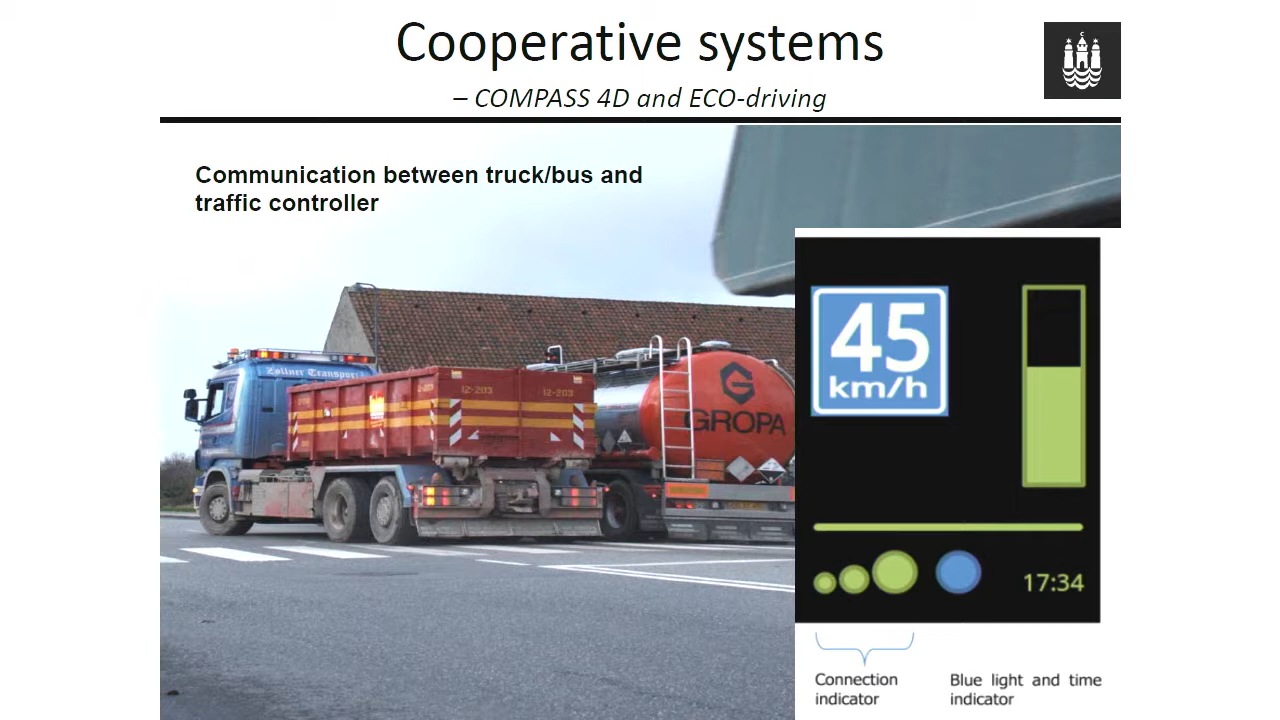 Cooperative systems
– COMPASS 4D and ECO-driving
Communication between truck/bus and
traffic controller
Zollner Transport
12-203
12-203
GROPA
45
km/h
17:34
Connection
indicator
Blue light and time
indicator